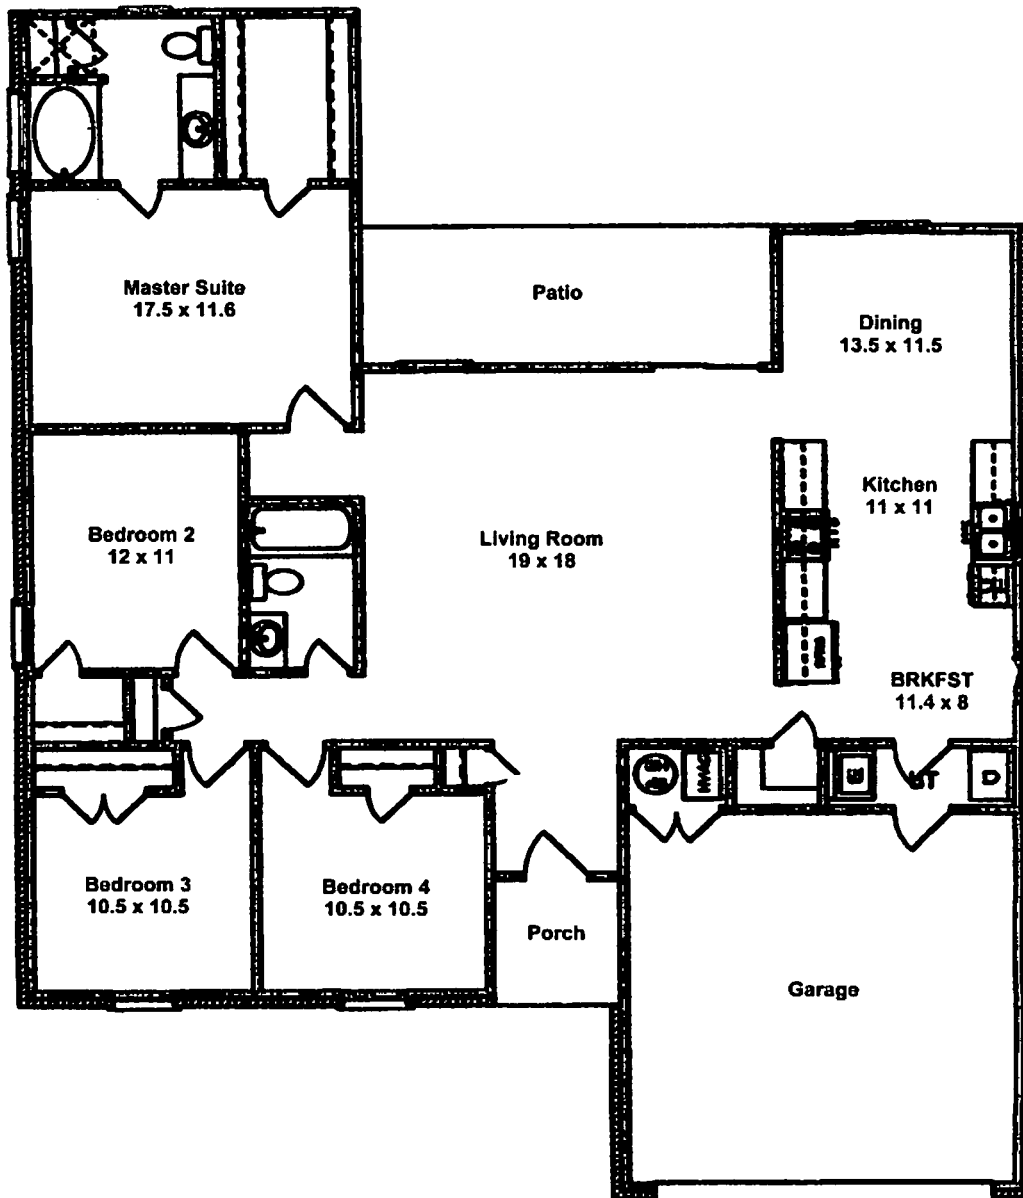 Master Suite
17.5 x 11.6
Patio
Dining
13.5 x 11.5
Kitchen
11 x 11
Bedroom 2
12 x 11
Living Room
19 x 18
BRKFST
11.4 x 8
HVAC
UT
D
Bedroom 3
10.5 x 10.5
Bedroom 4
10.5 x 10.5
Porch
Garage